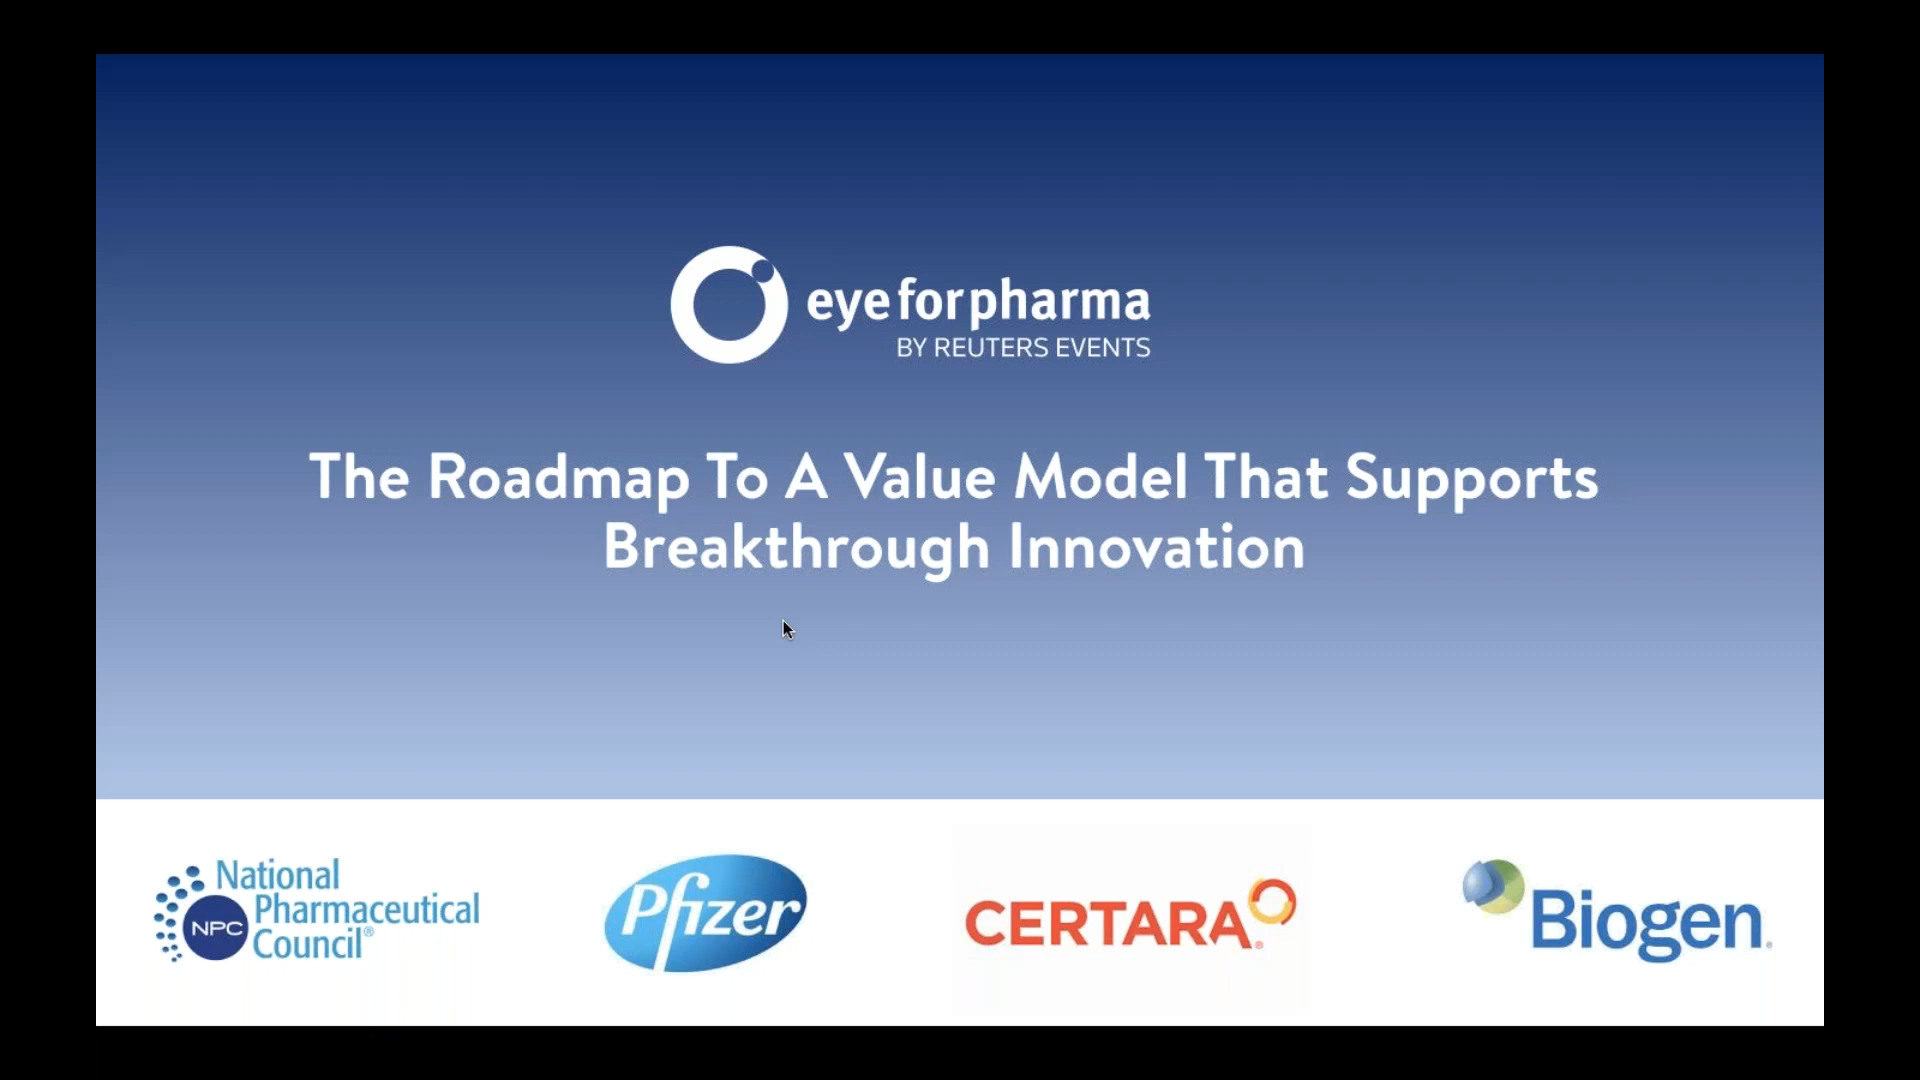 eyeforpharma
BY REUTERS EVENTS
The Roadmap To A Value Model That Supports
Breakthrough Innovation
National
Pharmaceutical
Council®
NPC
Pfizer
CERTARA®
Biogen